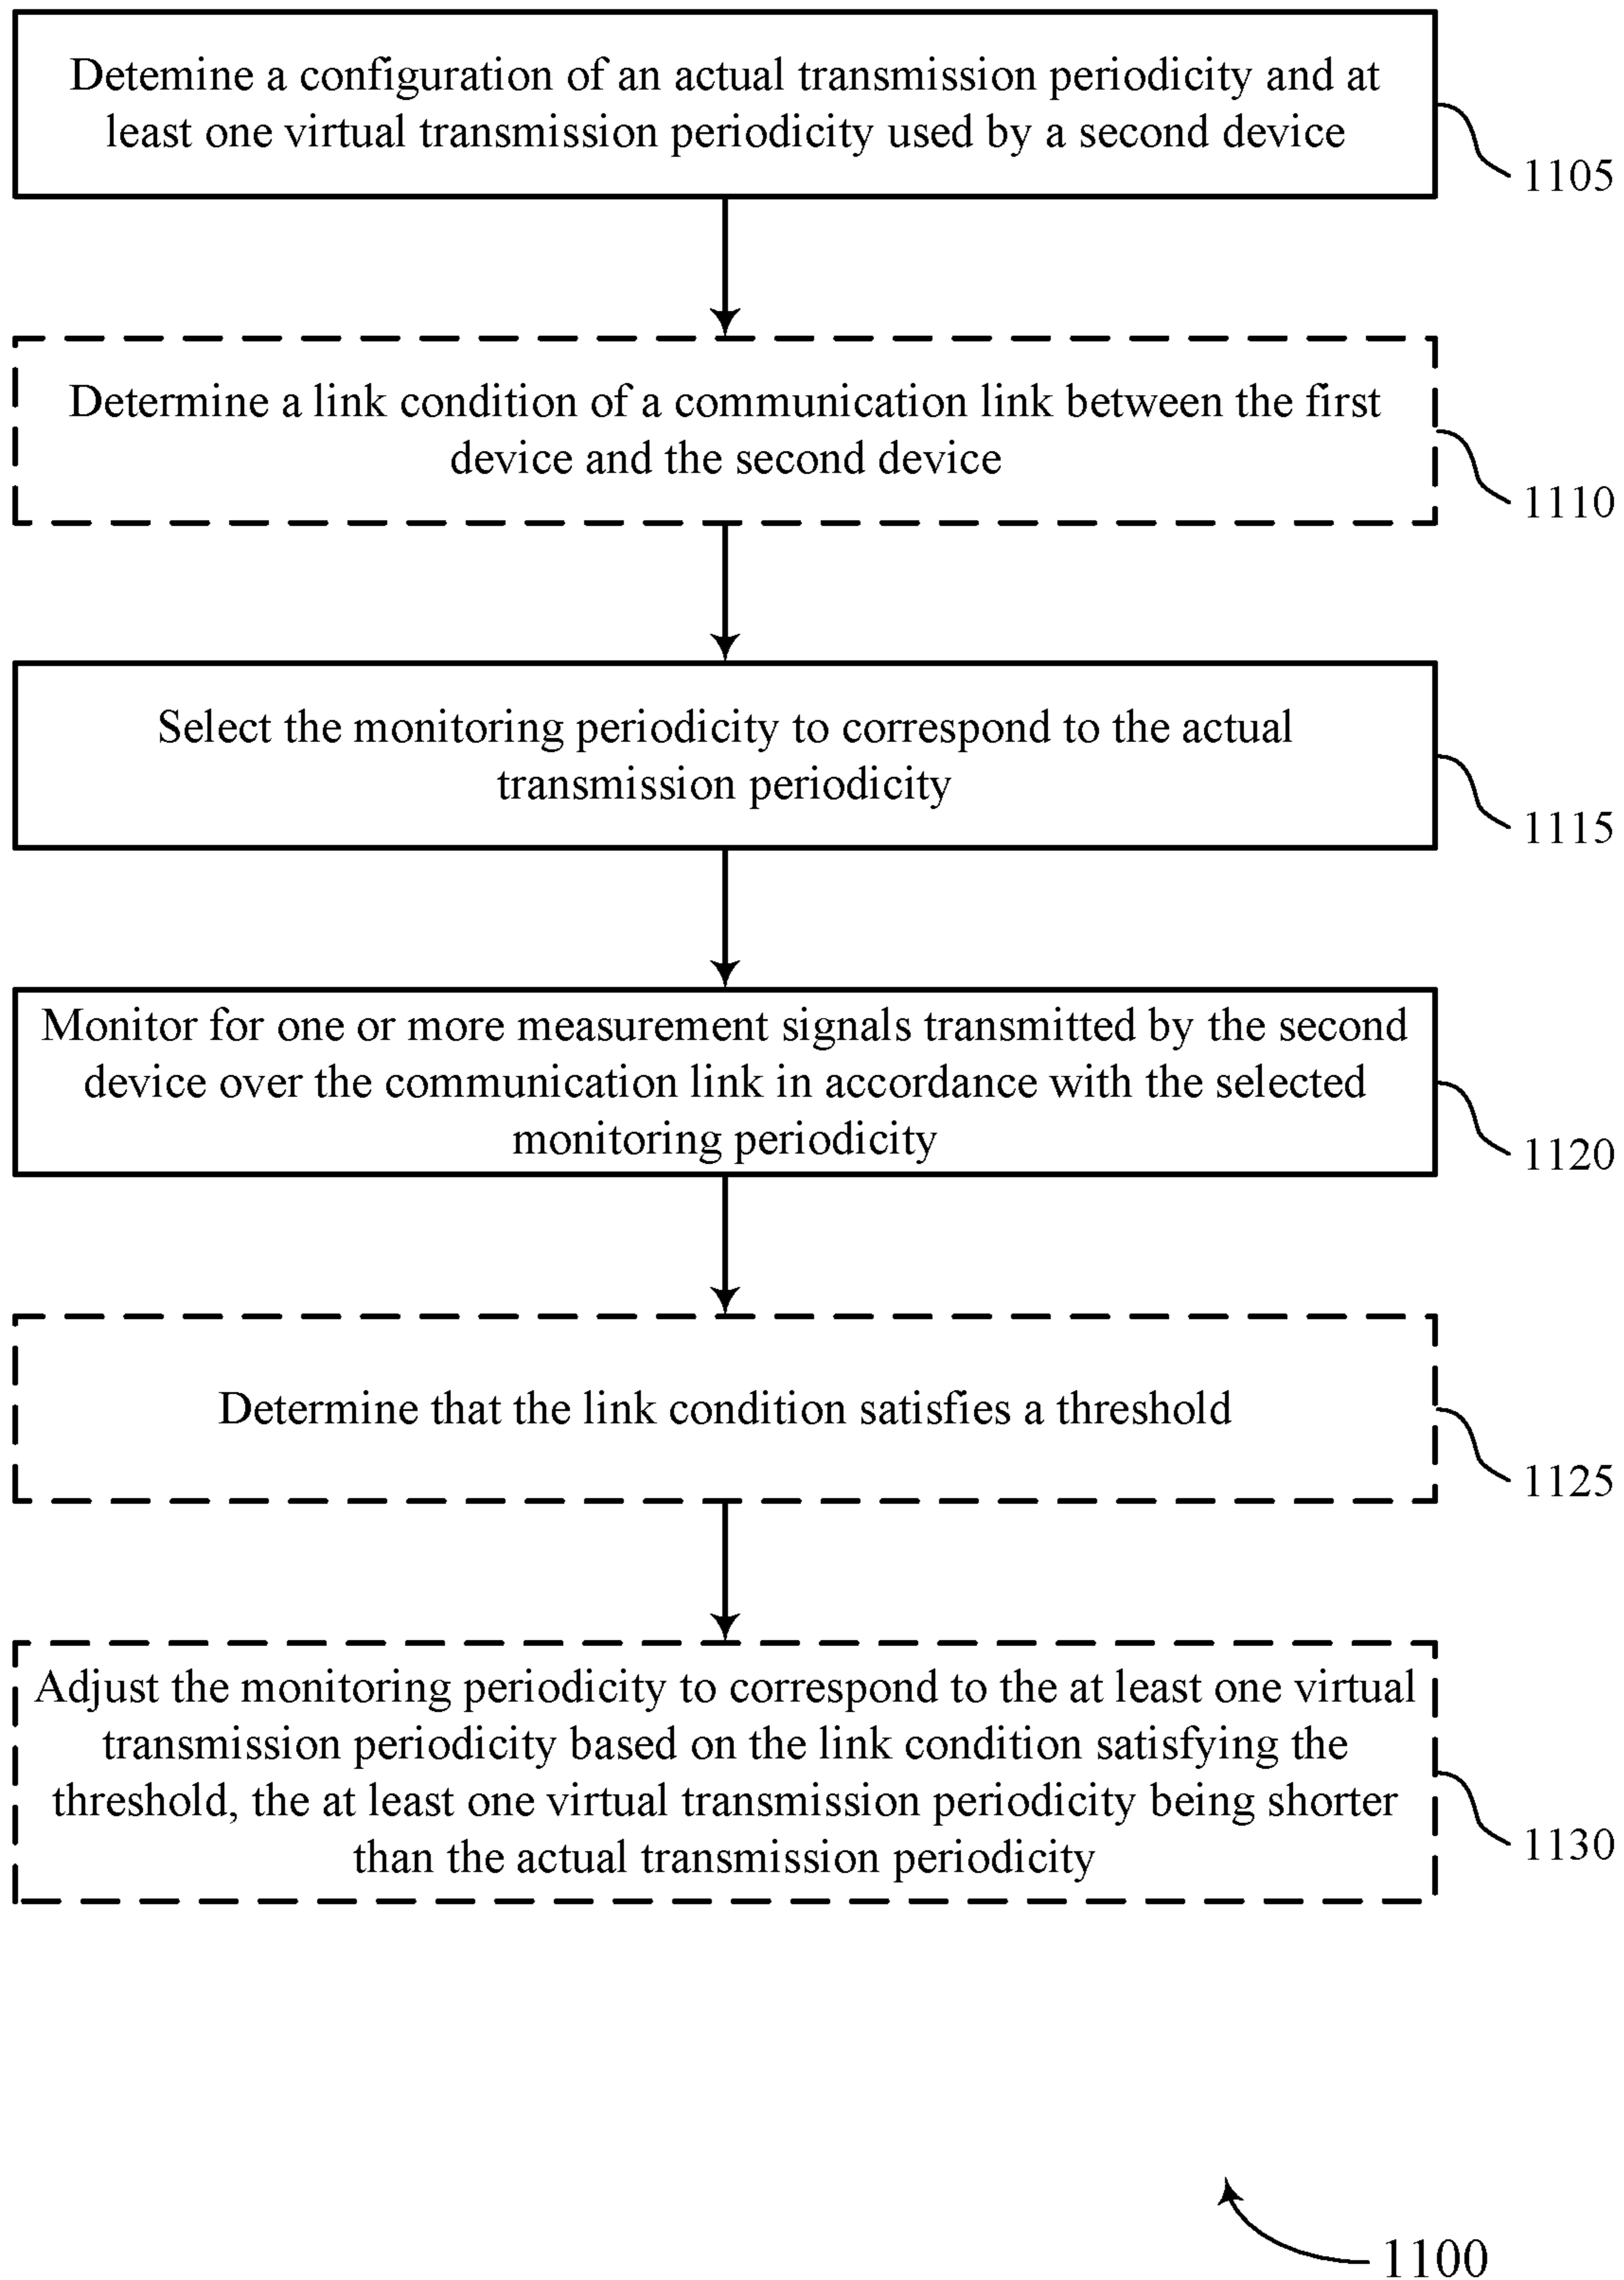 Detemine a configuration of an actual transmission periodicity and at
least one virtual transmission periodicity used by a second device
1105
Determine a link condition of a communication link between the first
device and the second device
1110
Select the monitoring periodicity to correspond to the actual
transmission periodicity
1115
Monitor for one or more measurement signals transmitted by the second
device over the communication link in accordance with the selected
monitoring periodicity
1120
Determine that the link condition satisfies a threshold
1125
Adjust the monitoring periodicity to correspond to the at least one virtual
transmission periodicity based on the link condition satisfying the
threshold, the at least one virtual transmission periodicity being shorter
than the actual transmission periodicity
1130
1100